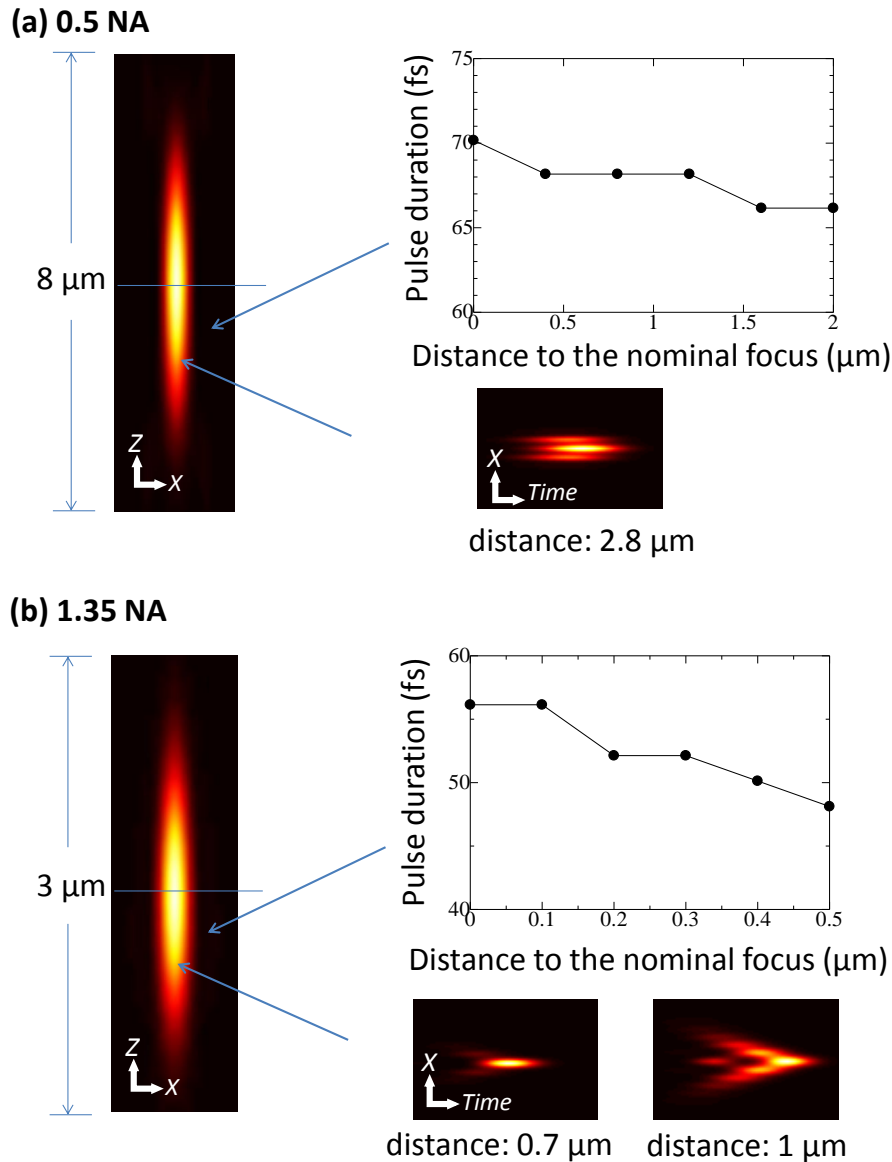 (a) 0.5 NA
8 µm
Z
X
Pulse duration (fs)
75
70
65
60
0
0.5
1
1.5
2
Distance to the nominal focus (µm)
X
Time
distance: 2.8 µm
(b) 1.35 NA
3 µm
Z
X
Pulse duration (fs)
60
50
40
0
0.1
0.2
0.3
0.4
0.5
Distance to the nominal focus (µm)
X
Time
distance: 0.7 µm
distance: 1 µm